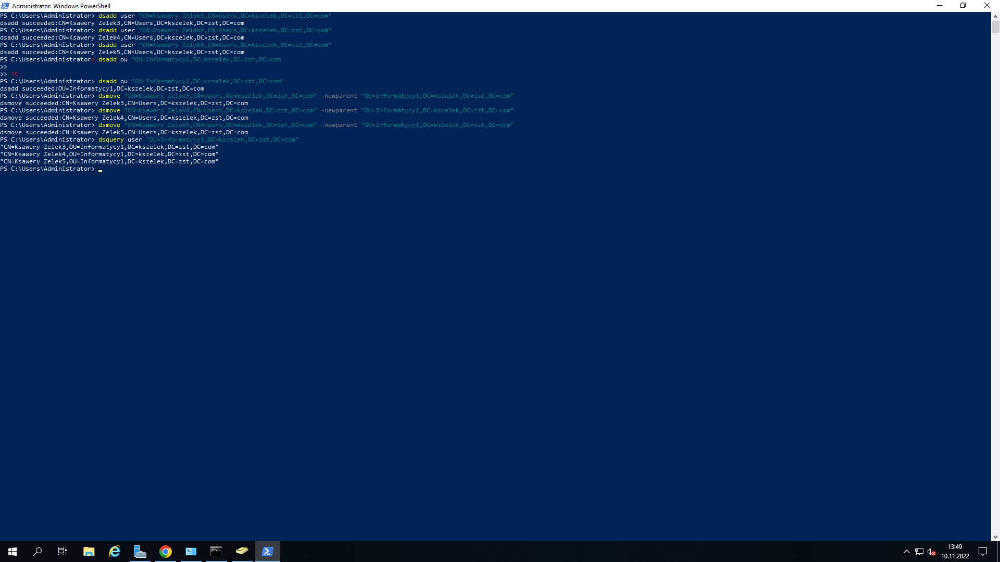 Administrator: Windows PowerShell
PS C:\Users\Administrator> dsadd user "CN=Ksawery Zelek3,CN=Users,DC=kszelek,DC=zst,DC=com"
dsadd succeeded:CN=Ksawery Zelek3,CN=Users,DC=kszelek,DC=zst,DC=com
PS C:\Users\Administrator> dsadd user "CN=Ksawery Zelek4,CN=Users,DC=kszelek,DC=zst,DC=com"
dsadd succeeded:CN=Ksawery Zelek4,CN=Users,DC=kszelek,DC=zst,DC=com
PS C:\Users\Administrator> dsadd user "CN=Ksawery Zelek5,CN=Users,DC=kszelek,DC=zst,DC=com"
dsadd succeeded:CN=Ksawery Zelek5,CN=Users,DC=kszelek,DC=zst,DC=com
PS C:\Users\Administrator> dsadd ou "OU=Informatycy1,DC=kszelek,DC=zst,DC=com
>>
>> ^C
PS C:\Users\Administrator> dsadd ou "OU=Informatycy1,DC=kszelek,DC=zst,DC=com"
dsadd succeeded:OU=Informatycy1,DC=kszelek,DC=zst,DC=com
PS C:\Users\Administrator> dsmove "CN=Ksawery Zelek3,CN=Users,DC=kszelek,DC=zst,DC=com" -newparent "OU=Informatycy1,DC=kszelek,DC=zst,DC=com"
dsmove succeeded:CN=Ksawery Zelek3,CN=Users,DC=kszelek,DC=zst,DC=com
PS C:\Users\Administrator> dsmove "CN=Ksawery Zelek4,CN=Users,DC=kszelek,DC=zst,DC=com" -newparent "OU=Informatycy1,DC=kszelek,DC=zst,DC=com"
dsmove succeeded:CN=Ksawery Zelek4,CN=Users,DC=kszelek,DC=zst,DC=com
PS C:\Users\Administrator> dsmove "CN=Ksawery Zelek5,CN=Users,DC=kszelek,DC=zst,DC=com" -newparent "OU=Informatycy1,DC=kszelek,DC=zst,DC=com"
dsmove succeeded:CN=Ksawery Zelek5,CN=Users,DC=kszelek,DC=zst,DC=com
PS C:\Users\Administrator> dsquery user "OU=Informatycy1,DC=kszelek,DC=zst,DC=com"
"CN=Ksawery Zelek3,OU=Informatycy1,DC=kszelek,DC=zst,DC=com"
"CN=Ksawery Zelek4,OU=Informatycy1,DC=kszelek,DC=zst,DC=com"
"CN=Ksawery Zelek5,OU=Informatycy1,DC=kszelek,DC=zst,DC=com"
PS C:\Users\Administrator>
13:49
10.11.2022